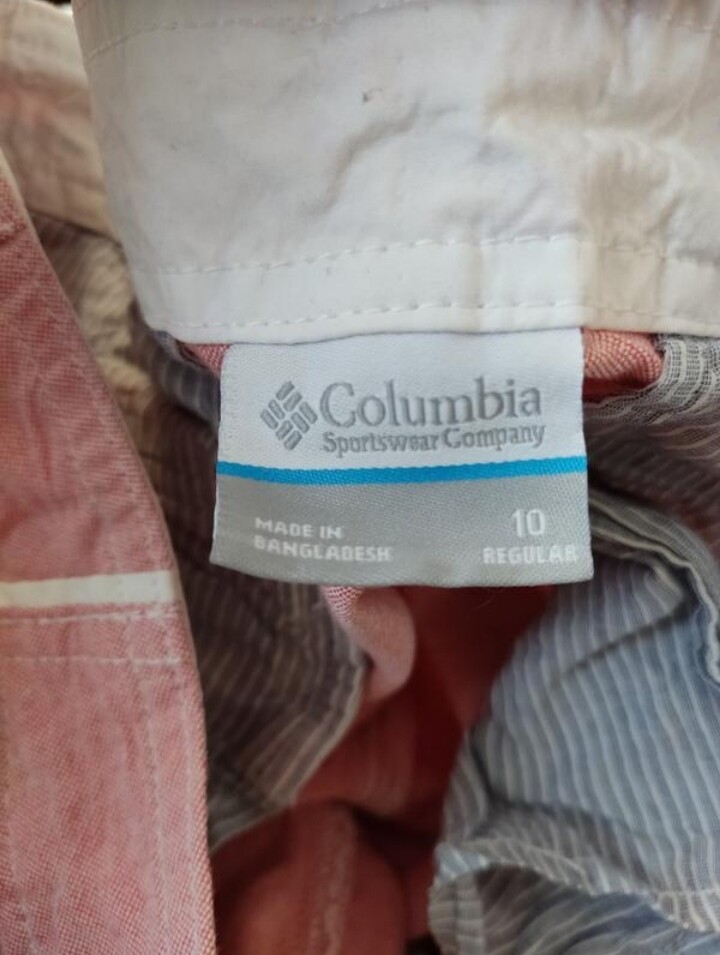 Columbia
Sportswear Company
MADE IN
BANGLADESH
10
REGULAR